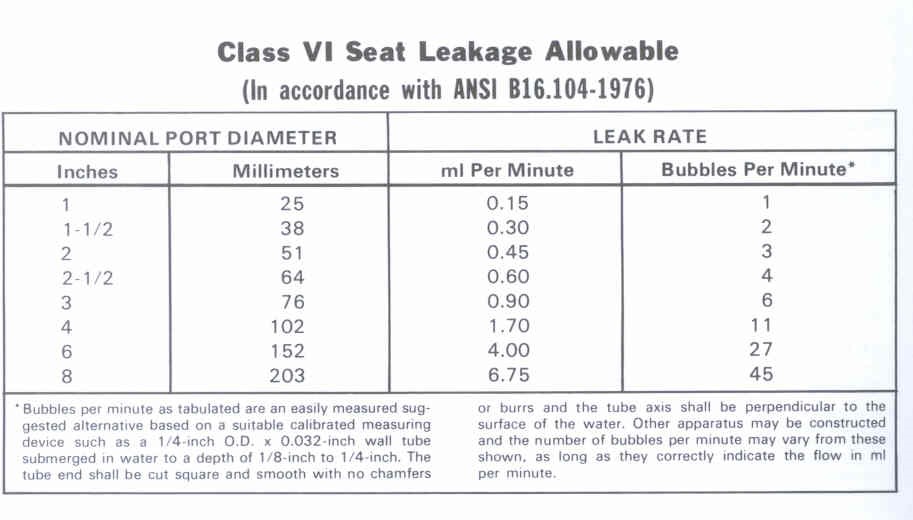 Class VI Seat Leakage Allowable
(In accordance with ANSI B16.104-1976)
NOMINAL PORT DIAMETER LEAK RATE
Inches Millimeters ml Per Minute Bubbles Per Minute*
1 25 0.15 1
1-1/2 38 0.30 2
2 51 0.45 3
2-1/2 64 0.60 4
3 76 0.90 6
4 102 1.70 11
6 152 4.00 27
8 203 6.75 45
*Bubbles per minute as tabulated are an easily measured sug-
gested alternative based on a suitable calibrated measuring
device such as a 1/4-inch O.D. x 0.032-inch wall tube
submerged in water to a depth of 1/8-inch to 1/4-inch. The
tube end shall be cut square and smooth with no chamfers
or burrs and the tube axis shall be perpendicular to the
surface of the water. Other apparatus may be constructed
and the number of bubbles per minute may vary from these
shown, as long as they correctly indicate the flow in ml
per minute.